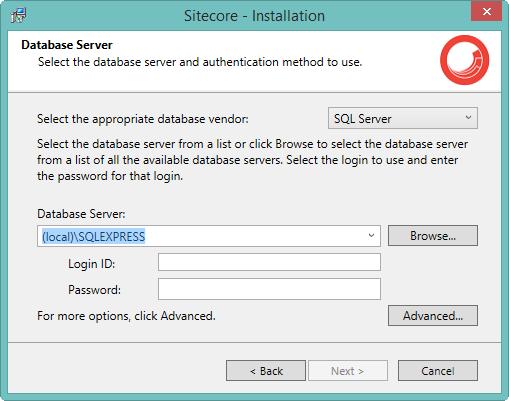 Sitecore - Installation
Database Server
Select the database server and authentication method to use.
Select the appropriate database vendor:
SQL Server
Select the database server from a list or click Browse to select the database server
from a list of all the available database servers. Select the login to use and enter
the password for that login.
Database Server:
(local)\SQLEXPRESS
Browse...
Login ID:
Password:
For more options, click Advanced.
Advanced...
< Back
Next >
Cancel